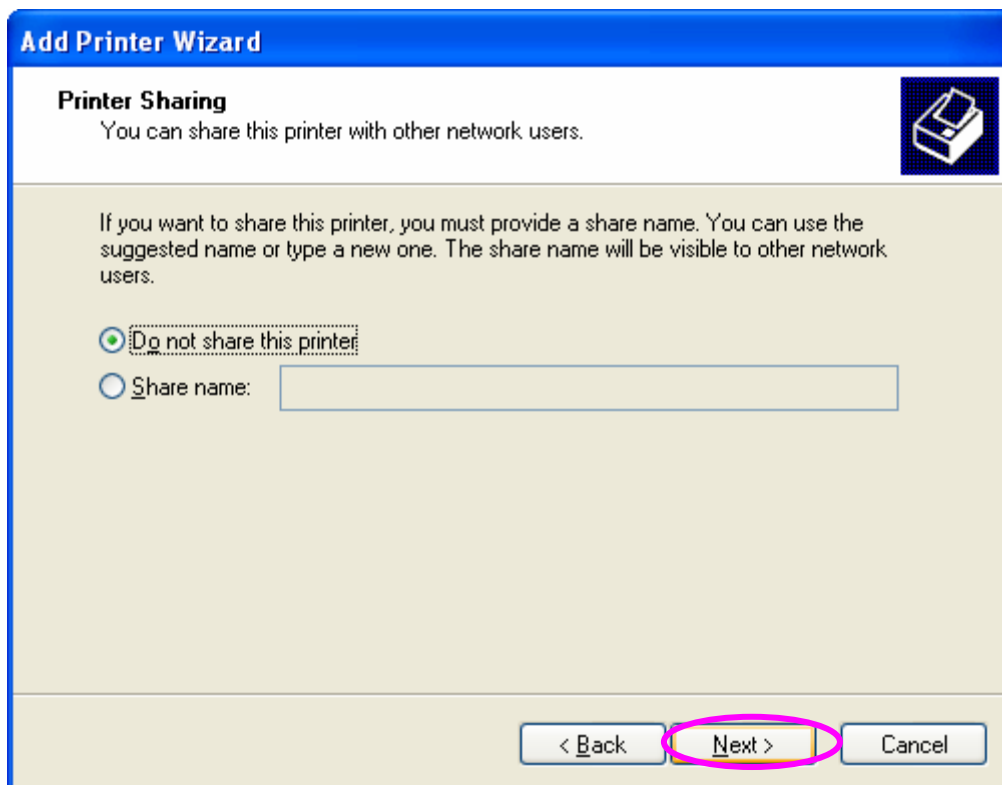 Add Printer Wizard
Printer Sharing
You can share this printer with other network users.
If you want to share this printer, you must provide a share name. You can use the
suggested name or type a new one. The share name will be visible to other network
users.
Do not share this printer
Share name:
< Back Next > Cancel